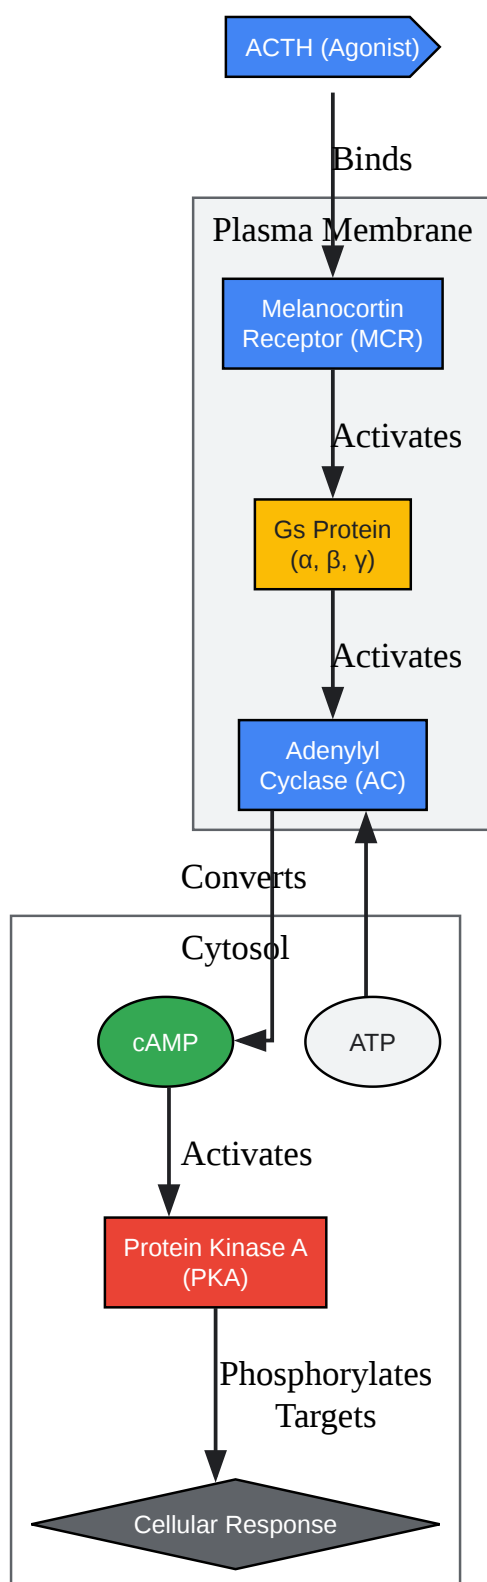 ACTH (Agonist)
Binds
Plasma Membrane
Melanocortin
Receptor (MCR)
Activates
Gs Protein
(α, β, γ)
Activates
Adenylyl
Cyclase (AC)
Converts
Cytosol
cAMP
ATP
Activates
Protein Kinase A
(PKA)
Phosphorylates
Targets
Cellular Response